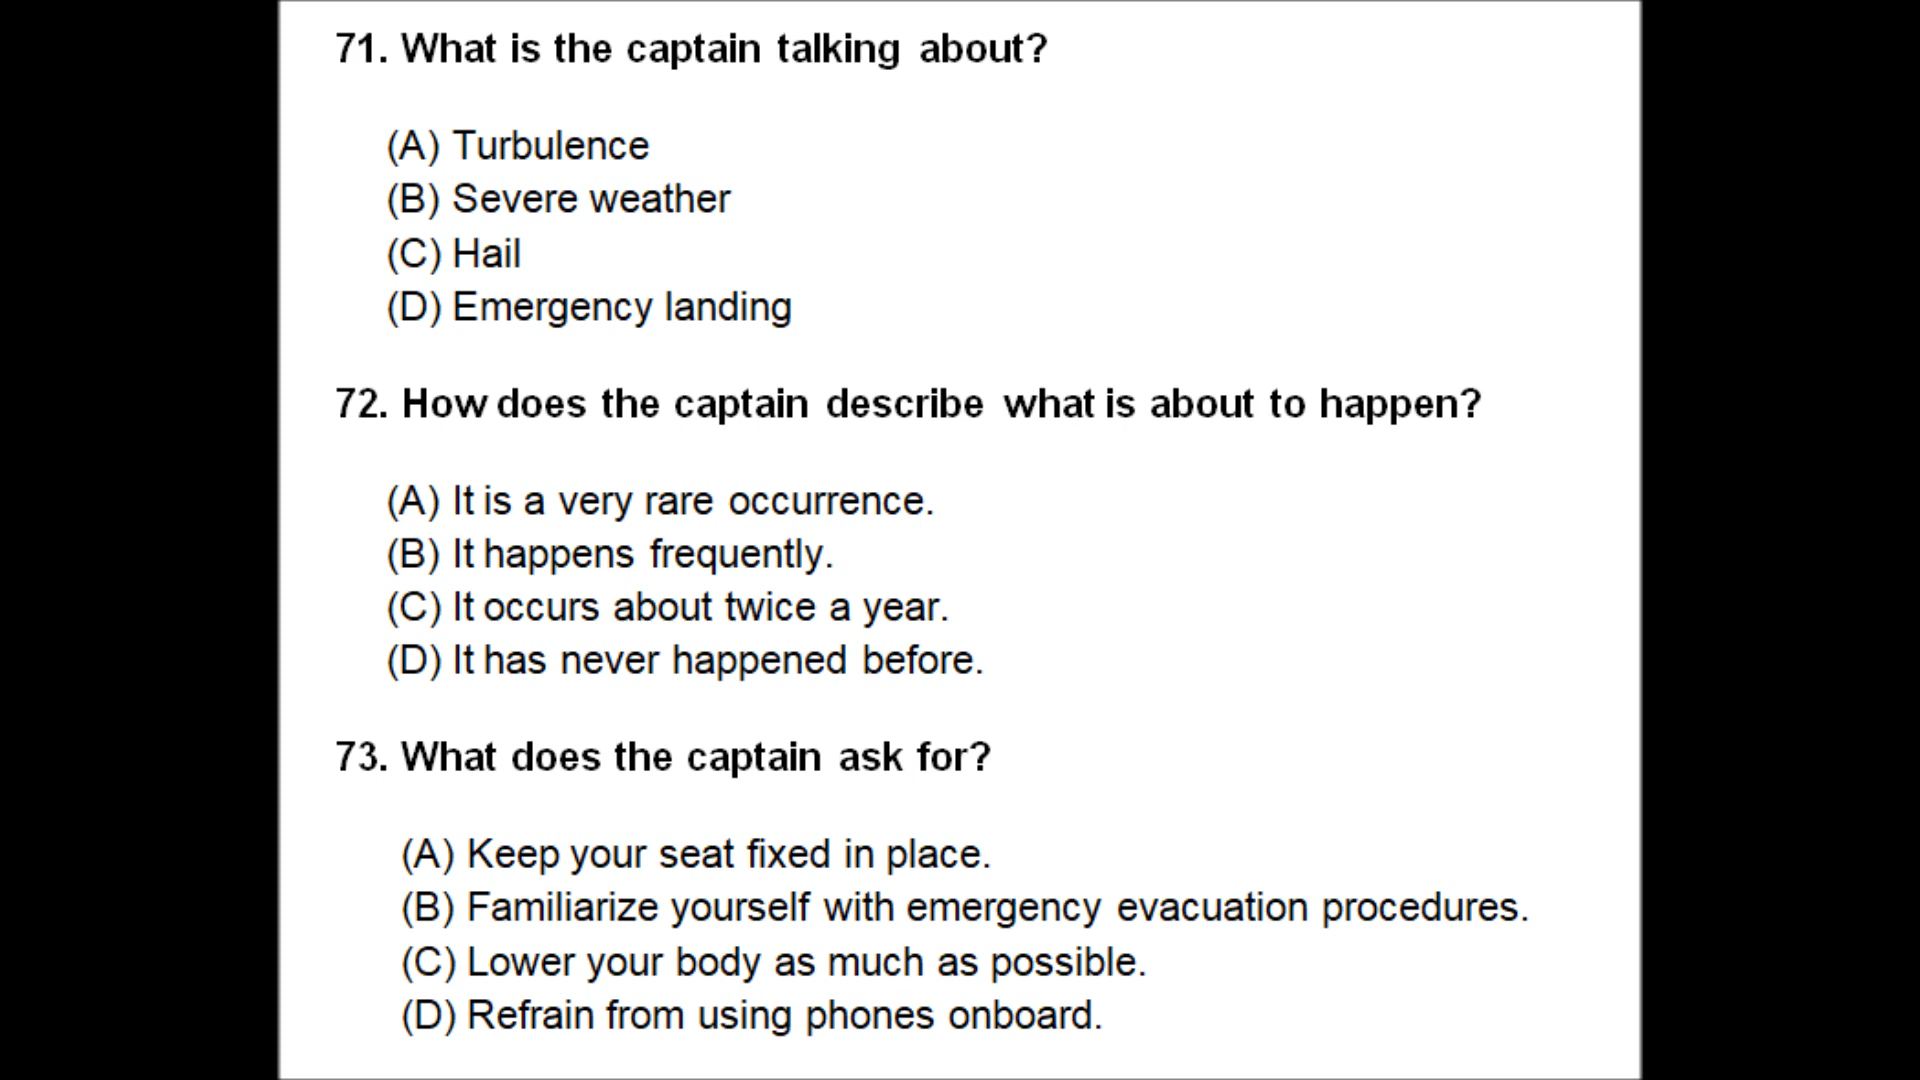 71. What is the captain talking about?
(A) Turbulence
(B) Severe weather
(C) Hail
(D) Emergency landing
72. How does the captain describe what is about to happen?
(A) It is a very rare occurrence.
(B) It happens frequently.
(C) It occurs about twice a year.
(D) It has never happened before.
73. What does the captain ask for?
(A) Keep your seat fixed in place.
(B) Familiarize yourself with emergency evacuation procedures.
(C) Lower your body as much as possible.
(D) Refrain from using phones onboard.